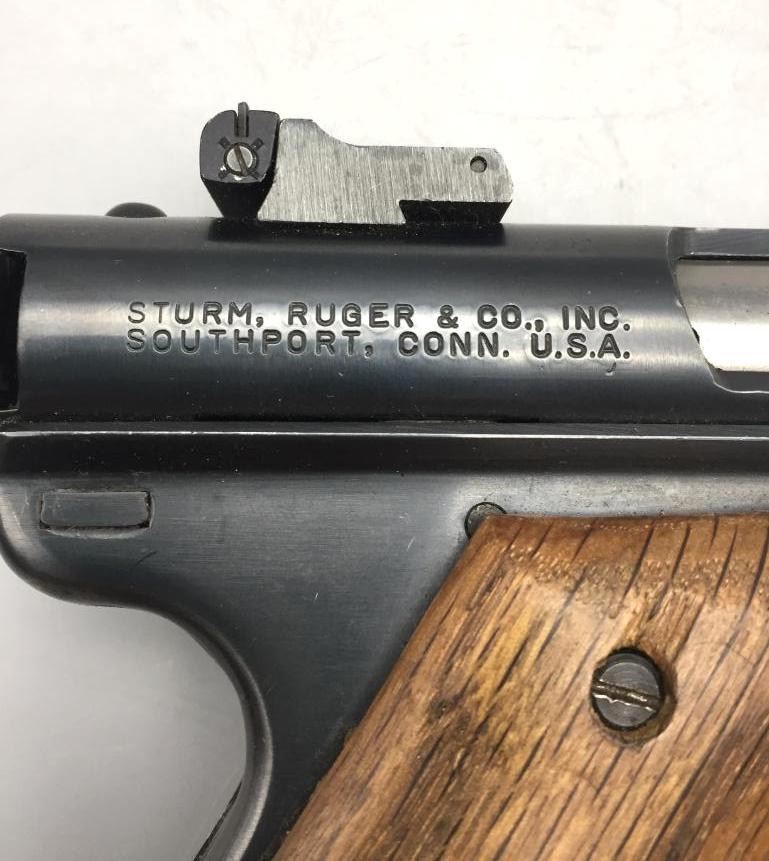 STURM, RUGER & CO., INC.
SOUTHPORT, CONN. U.S.A.